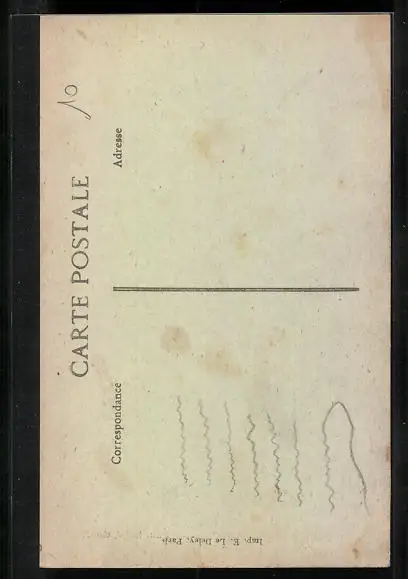 CARTE POSTALE
Correspondance
Adresse
10
Imp. E. Le Deley, Paris